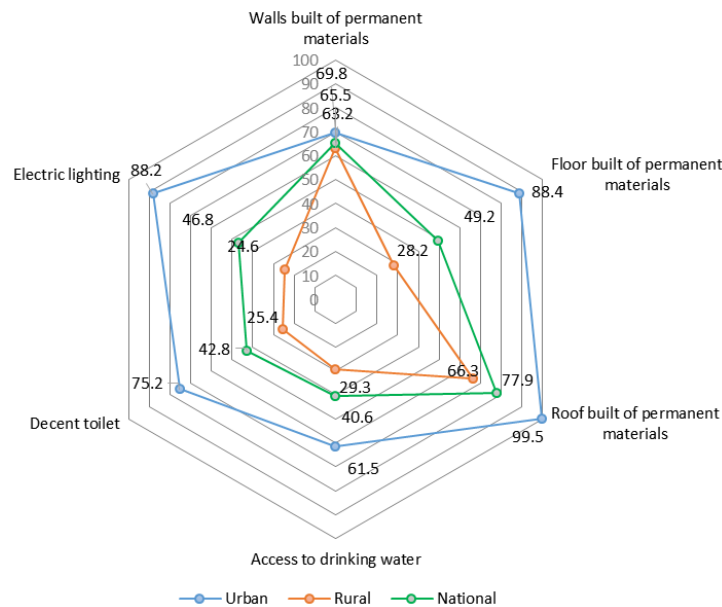 Walls built of permanent
materials
100
69.8
90
65.5
80
63.2
70
60
50
40
30
20
10
0
Floor built of permanent
materials
88.4
49.2
28.2
Roof built of permanent
materials
99.5
77.9
66.3
Access to drinking water
61.5
40.6
29.3
Decent toilet
75.2
42.8
25.4
Electric lighting
88.2
46.8
24.6
Urban
Rural
National